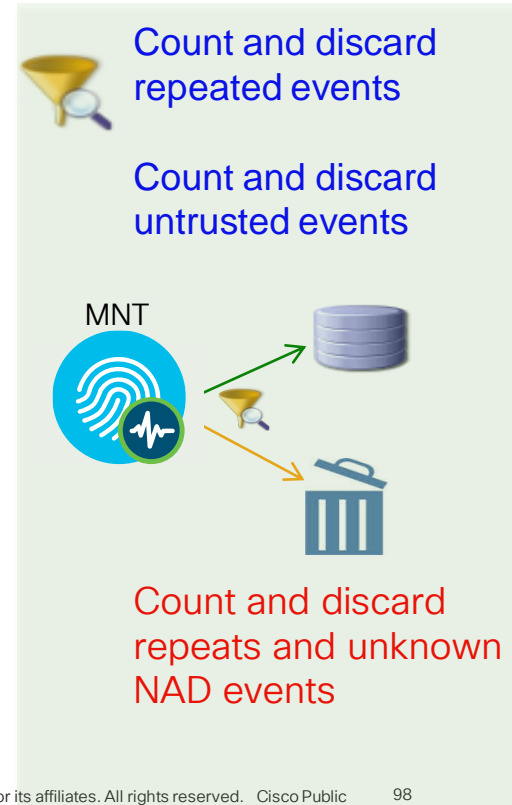 Count and discard
repeated events
Count and discard
untrusted events
MNT
Count and discard
repeats and unknown
NAD events
or its affiliates. All rights reserved. Cisco Public 98